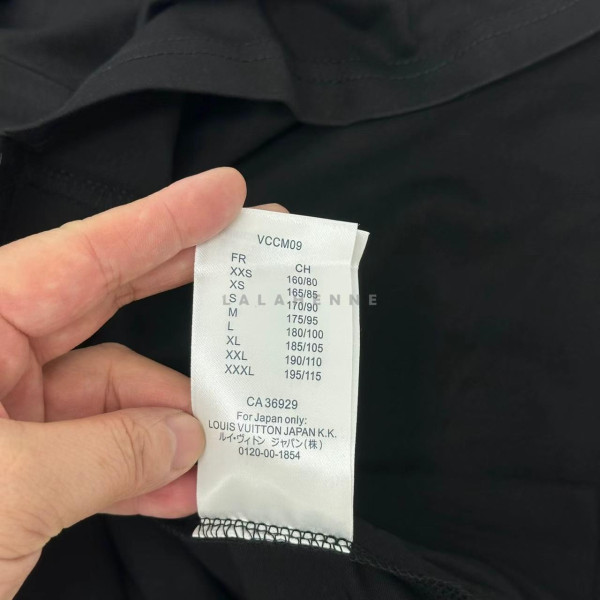 VCCM09
FR CH
XXS 160/80
XS 165/85
S 170/90
M 175/95
L 180/100
XL 185/105
XXL 190/110
XXXL 195/115
LALARENNE
CA 36929
For Japan only:
LOUIS VUITTON JAPAN K.K.
ルイ・ヴィトン ジャパン(株)
0120-00-1854